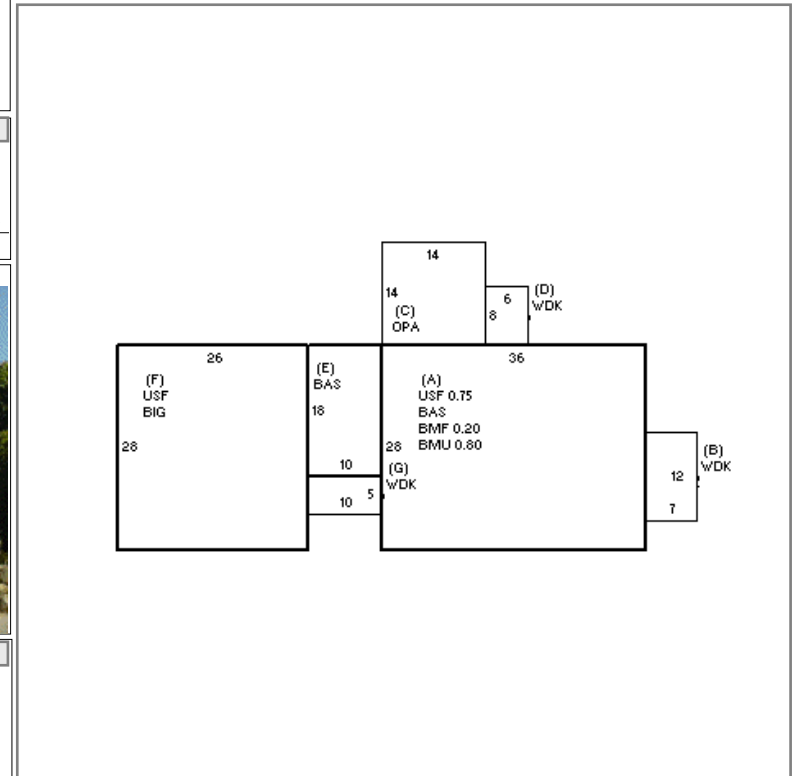 14
14
(C)
OPA
6
8
(D)
WDK
26
(F)
USF
BIG
28
(E)
BAS
18
10
10
5
36
(A)
USF 0.75
BAS
BMF 0.20
BMU 0.80
28
(G)
WDK
(B)
WDK
12
7